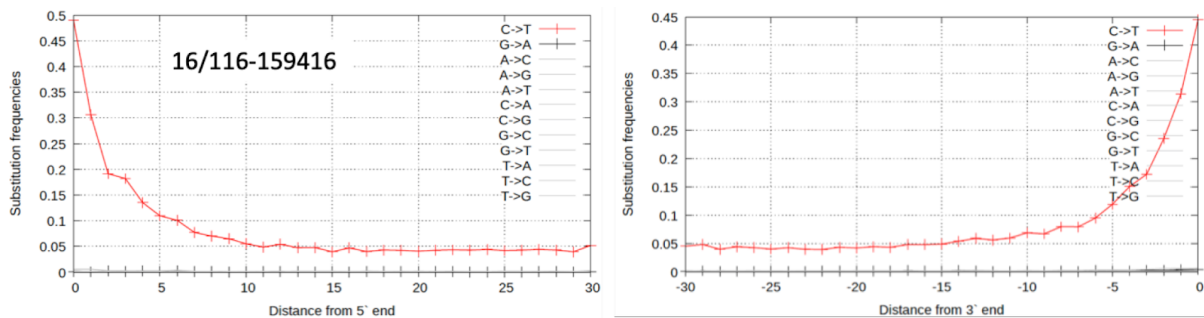 0.5
0.45
0.4
0.35
0.3
0.25
0.2
0.15
0.1
0.05
0
Substitution frequencies
16/116-159416
C->T
G->A
A->C
A->G
A->T
C->A
C->G
G->C
G->T
T->A
T->C
T->G
0 5 10 15 20 25 30
Distance from 5` end
0.45
0.4
0.35
0.3
0.25
0.2
0.15
0.1
0.05
0
Substitution frequencies
C->T
G->A
A->C
A->G
A->T
C->A
C->G
G->C
G->T
T->A
T->C
T->G
-30 -25 -20 -15 -10 -5 0
Distance from 3` end